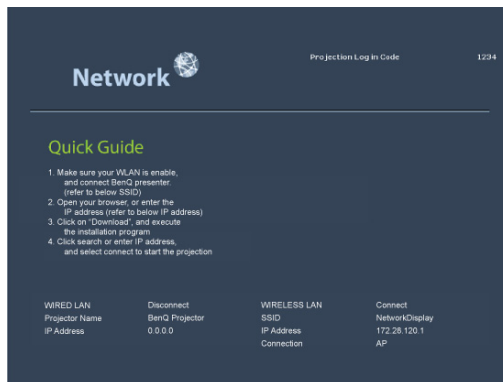 Projection Log in Code 1234
Network
Quick Guide
1. Make sure your WLAN is enable,
and connect BenQ presenter.
(refer to below SSID)
2. Open your browser, or enter the
IP address (refer to below IP address)
3. Click on “Download”, and execute
the installation program
4. Click search or enter IP address,
and select connect to start the projection
WIRED LAN Disconnect WIRELESS LAN Connect
Projector Name BenQ Projector SSID NetworkDisplay
IP Address 0.0.0.0 IP Address 172.28.120.1
Connection AP